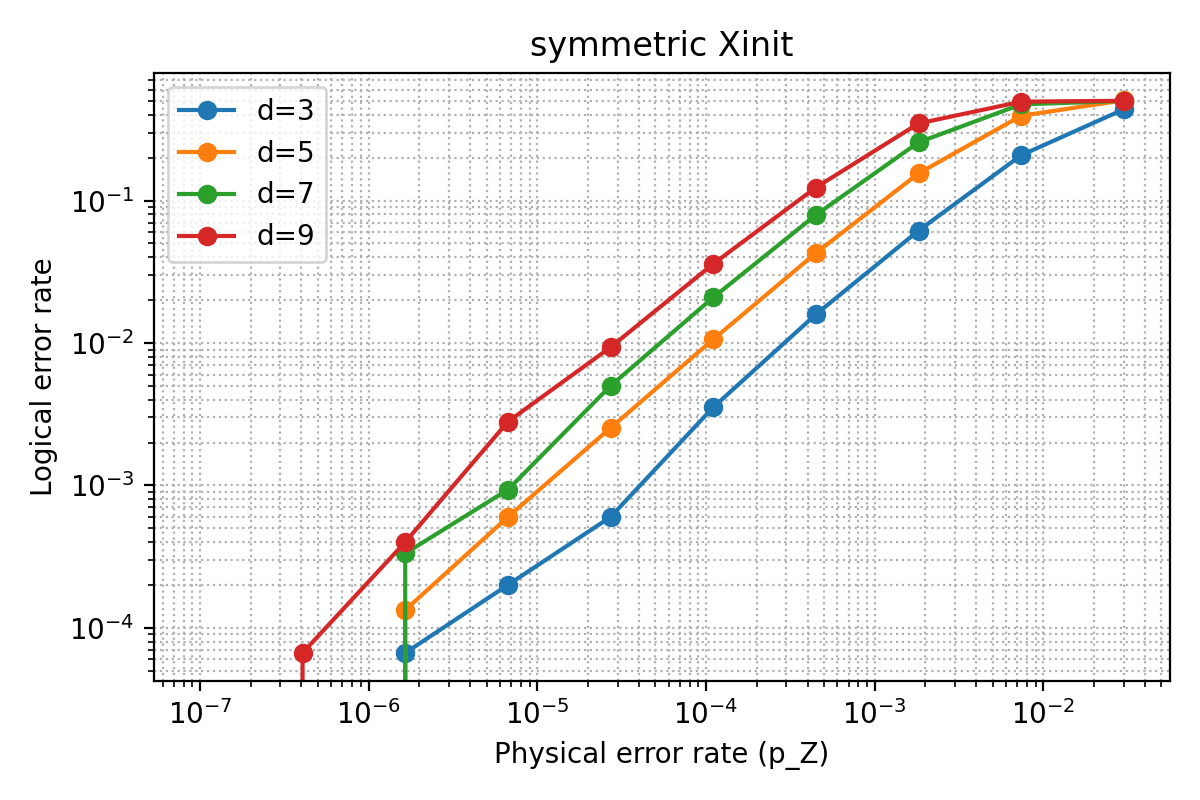 symmetric Xinit
d=3
d=5
d=7
d=9
Logical error rate
10⁻¹
10⁻²
10⁻³
10⁻⁴
10⁻⁷ 10⁻⁶ 10⁻⁵ 10⁻⁴ 10⁻³ 10⁻²
Physical error rate (p_Z)